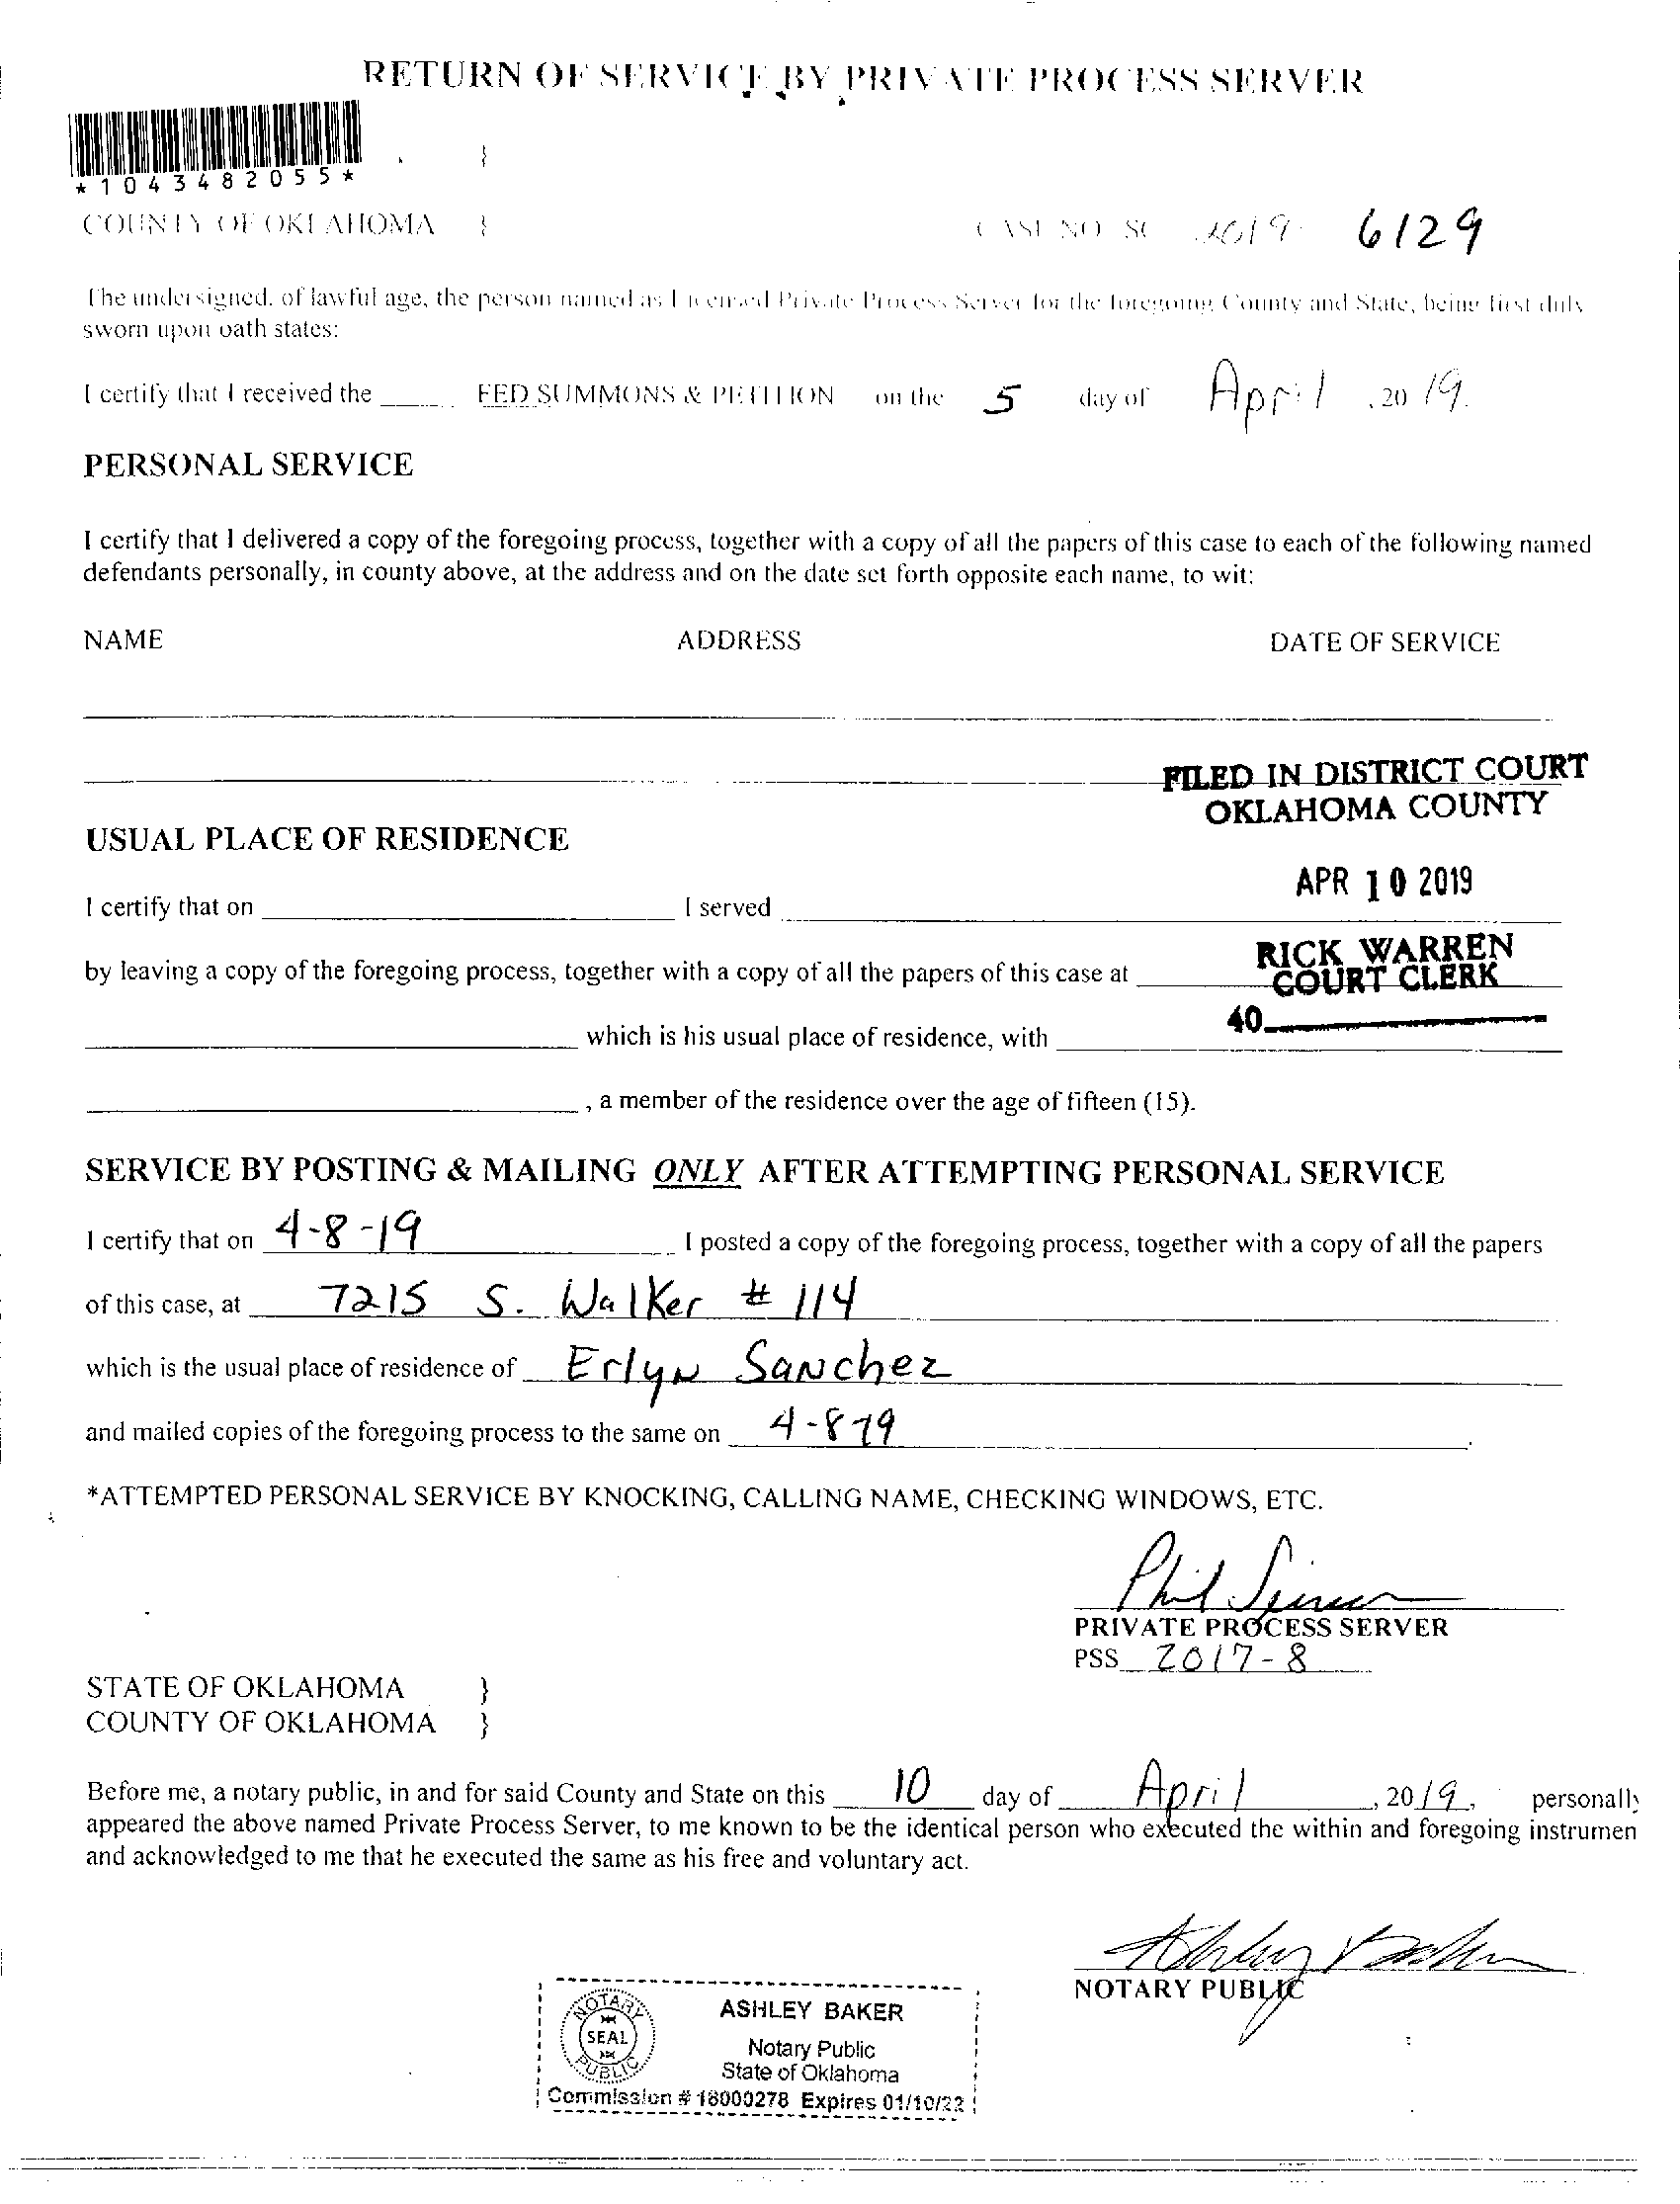 RETURN OF SERVICE BY PRIVATE PROCESS SERVER
*1043482055*
}
COUNTY OF OKLAHOMA } CASE NO SC 2019- 6129
The undersigned, of lawful age, the person named as Licensed Private Process Server for the foregoing County and State, being first duly
sworn upon oath states:
I certify that I received the FED SUMMONS & PETITION on the 5 day of April , 20 19.
PERSONAL SERVICE
I certify that I delivered a copy of the foregoing process, together with a copy of all the papers of this case to each of the following named
defendants personally, in county above, at the address and on the date set forth opposite each name, to wit:
NAME ADDRESS DATE OF SERVICE
FILED IN DISTRICT COURT
OKLAHOMA COUNTY
USUAL PLACE OF RESIDENCE
APR 10 2019
I certify that on I served
RICK WARREN
COURT CLERK
by leaving a copy of the foregoing process, together with a copy of all the papers of this case at
40
which is his usual place of residence, with
, a member of the residence over the age of fifteen (15).
SERVICE BY POSTING & MAILING ONLY AFTER ATTEMPTING PERSONAL SERVICE
I certify that on 4-8-19 I posted a copy of the foregoing process, together with a copy of all the papers
of this case, at 7215 S. Walker # 114
which is the usual place of residence of Erlyn Sanchez
and mailed copies of the foregoing process to the same on 4-8-19.
*ATTEMPTED PERSONAL SERVICE BY KNOCKING, CALLING NAME, CHECKING WINDOWS, ETC.
Phil
PRIVATE PROCESS SERVER
PSS 2017-8
STATE OF OKLAHOMA }
COUNTY OF OKLAHOMA }
Before me, a notary public, in and for said County and State on this 10 day of April , 2019, personally
appeared the above named Private Process Server, to me known to be the identical person who executed the within and foregoing instrumen
and acknowledged to me that he executed the same as his free and voluntary act.
Ashley Baker
NOTARY PUBLIC
NOTARY
SEAL
PUBLIC
ASHLEY BAKER
Notary Public
State of Oklahoma
Commission # 18000278 Expires 01/10/22